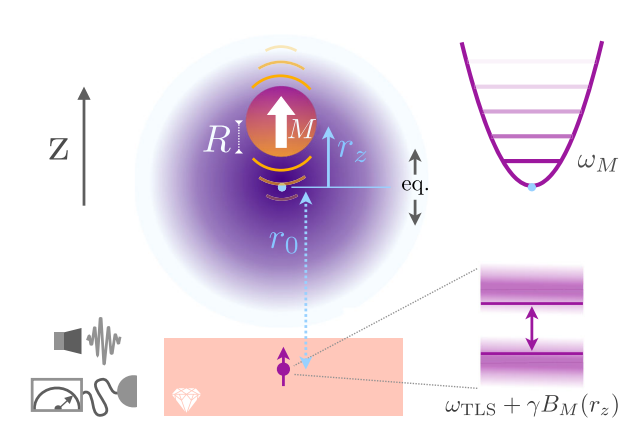 z
R
M
r_z
eq.
r_0
ω_M
ω_TLS + γB_M(r_z)